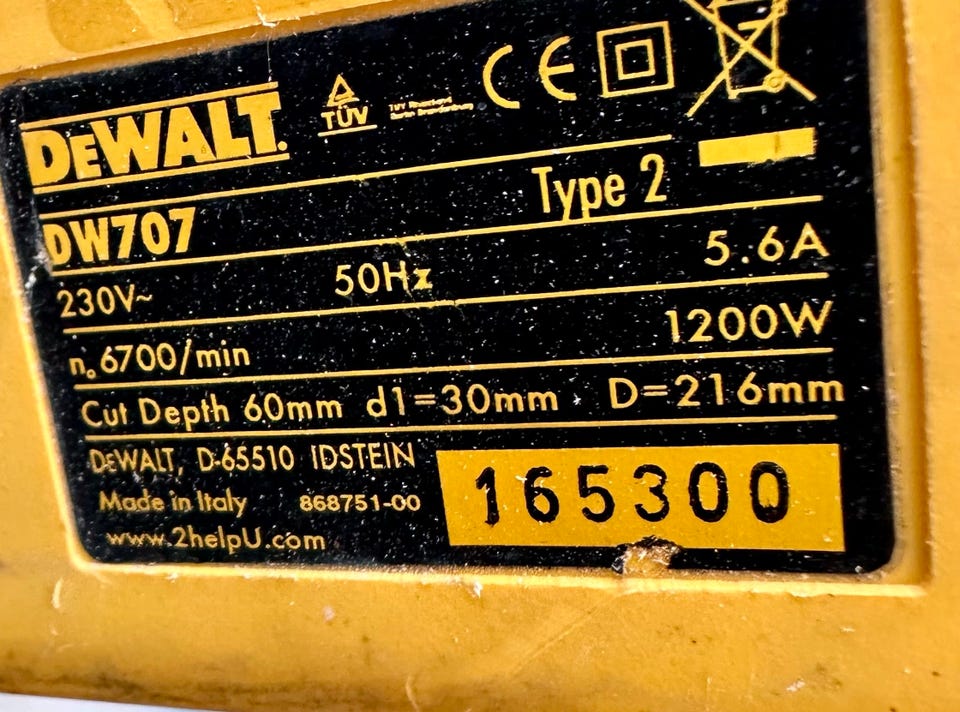 DEWALT.
TÜV
CE
DW707 Type 2
230V~ 50Hz 5.6A
n₀ 6700/min 1200W
Cut Depth 60mm d1=30mm D=216mm
DEWALT, D-65510 IDSTEIN
Made in Italy 868751-00
165300
www.2helpU.com